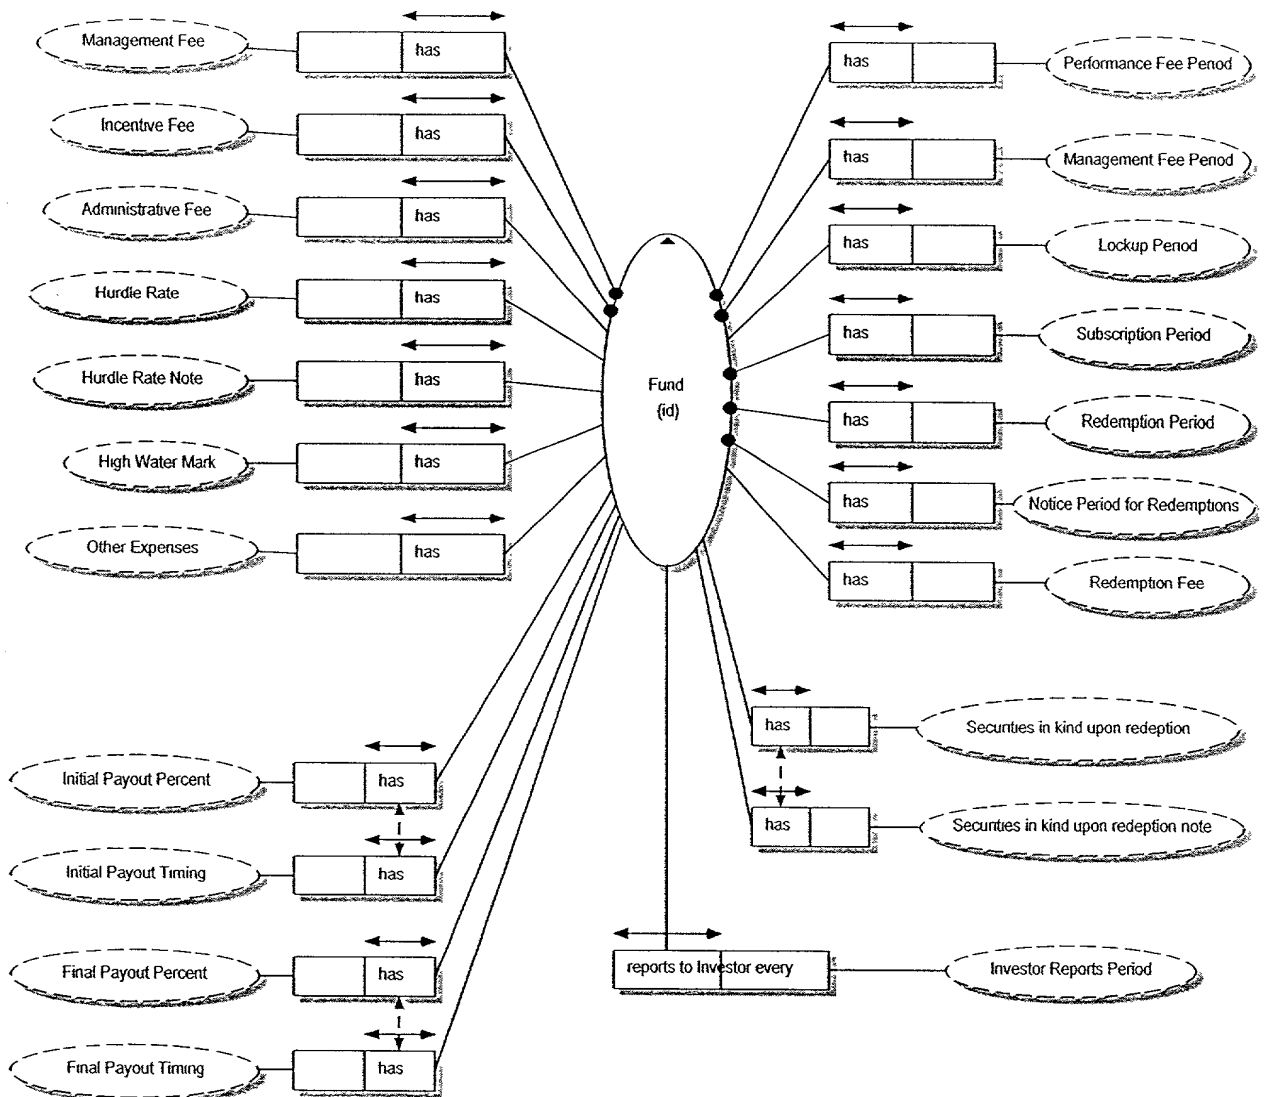 Management Fee
has
Incentive Fee
has
Administrative Fee
has
Hurdle Rate
has
Hurdle Rate Note
has
High Water Mark
has
Other Expenses
has
Fund
(id)
has
Performance Fee Period
has
Management Fee Period
has
Lockup Period
has
Subscription Period
has
Redemption Period
has
Notice Period for Redemptions
has
Redemption Fee
Initial Payout Percent
has
Initial Payout Timing
has
Final Payout Percent
has
Final Payout Timing
has
has
Securities in kind upon redeption
has
Securities in kind upon redeption note
reports to Investor every
Investor Reports Period